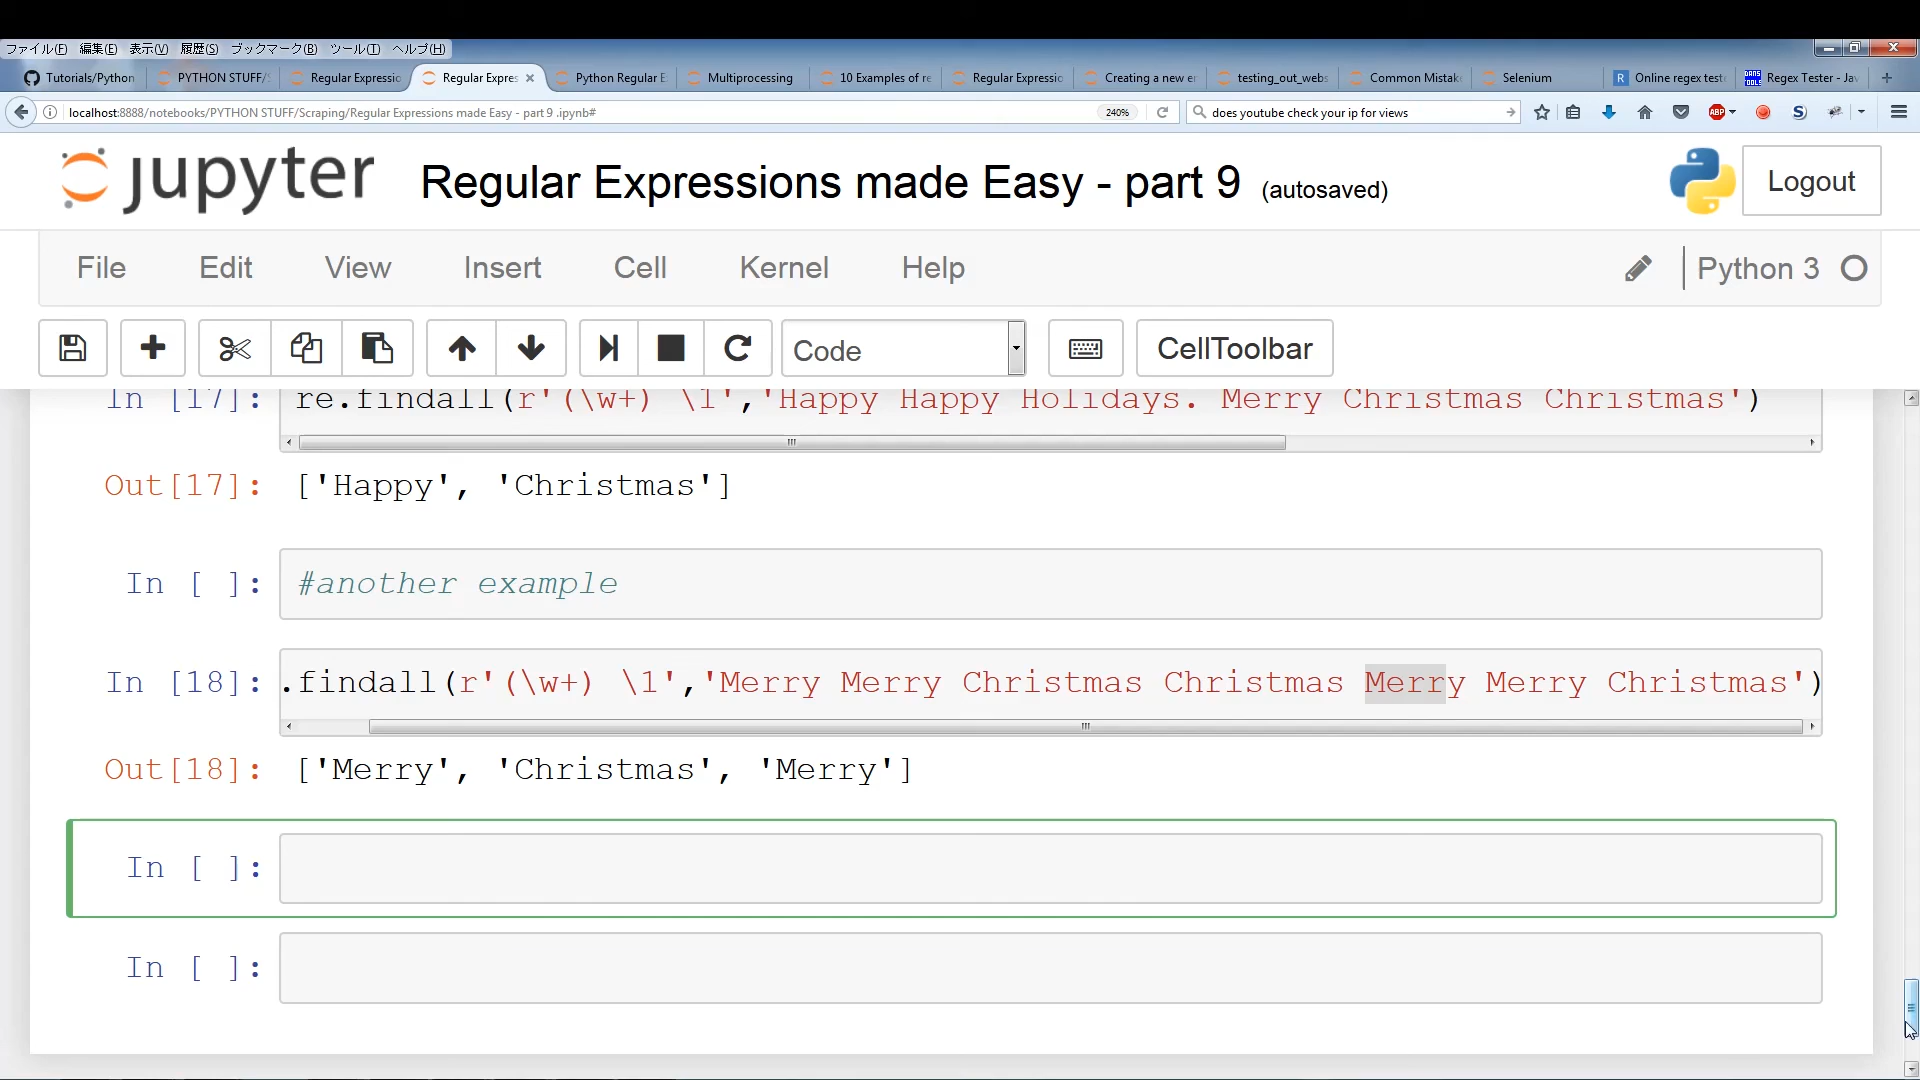 ファイル(F) 編集(E) 表示(V) 履歴(S) ブックマーク(B) ツール(T) ヘルプ(H)
Tutorials/Python PYTHON STUFF/S Regular Expressio Regular Expres Python Regular E Multiprocessing 10 Examples of re Regular Expressio Creating a new en testing_out_webs Common Mistak Selenium R Online regex test Regex Tester - Jav
localhost:8888/notebooks/PYTHON STUFF/Scraping/Regular Expressions made Easy - part 9 .ipynb# 240% does youtube check your ip for views ABP S
jupyter Regular Expressions made Easy - part 9 (autosaved) Logout
File Edit View Insert Cell Kernel Help Python 3
Code CellToolbar
In [17]: re.findall(r'(\w+) \1','Happy Happy Holidays. Merry Christmas Christmas')
Out[17]: ['Happy', 'Christmas']
In [ ]: #another example
In [18]: .findall(r'(\w+) \1','Merry Merry Christmas Christmas Merry Merry Christmas')
Out[18]: ['Merry', 'Christmas', 'Merry']
In [ ]:
In [ ]: